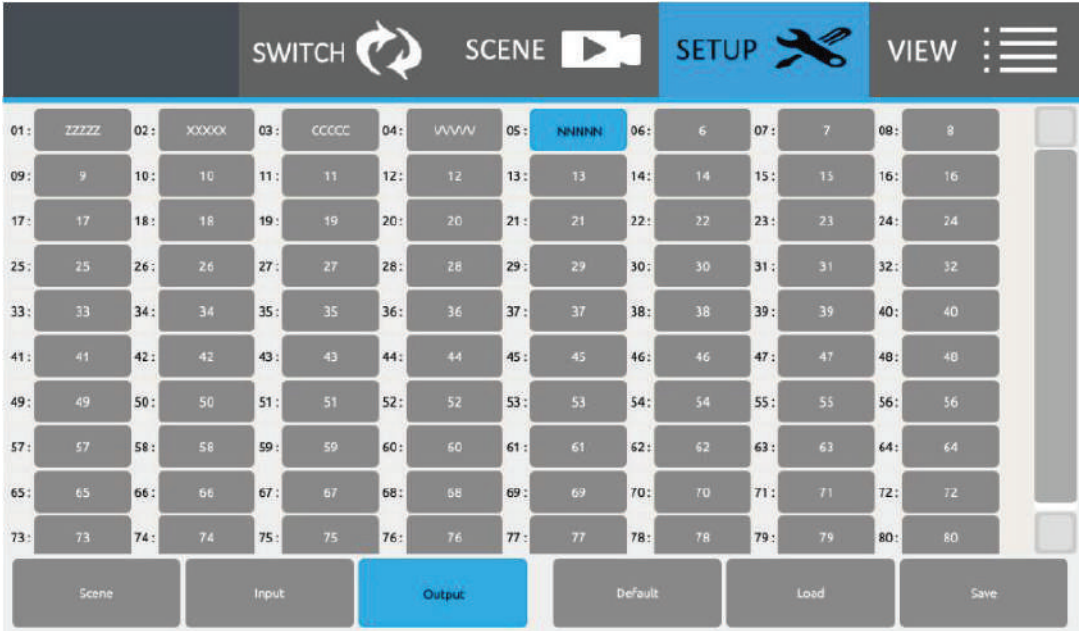 SWITCH SCENE SETUP VIEW
01: ZZZZZ 02: XXXXX 03: CCCCC 04: VVVVV 05: NNNNN 06: 6 07: 7 08: 8
09: 9 10: 10 11: 11 12: 12 13: 13 14: 14 15: 15 16: 16
17: 17 18: 18 19: 19 20: 20 21: 21 22: 22 23: 23 24: 24
25: 25 26: 26 27: 27 28: 28 29: 29 30: 30 31: 31 32: 32
33: 33 34: 34 35: 35 36: 36 37: 37 38: 38 39: 39 40: 40
41: 41 42: 42 43: 43 44: 44 45: 45 46: 46 47: 47 48: 48
49: 49 50: 50 51: 51 52: 52 53: 53 54: 54 55: 55 56: 56
57: 57 58: 58 59: 59 60: 60 61: 61 62: 62 63: 63 64: 64
65: 65 66: 66 67: 67 68: 68 69: 69 70: 70 71: 71 72: 72
73: 73 74: 74 75: 75 76: 76 77: 77 78: 78 79: 79 80: 80
Scene Input Output Default Load Save